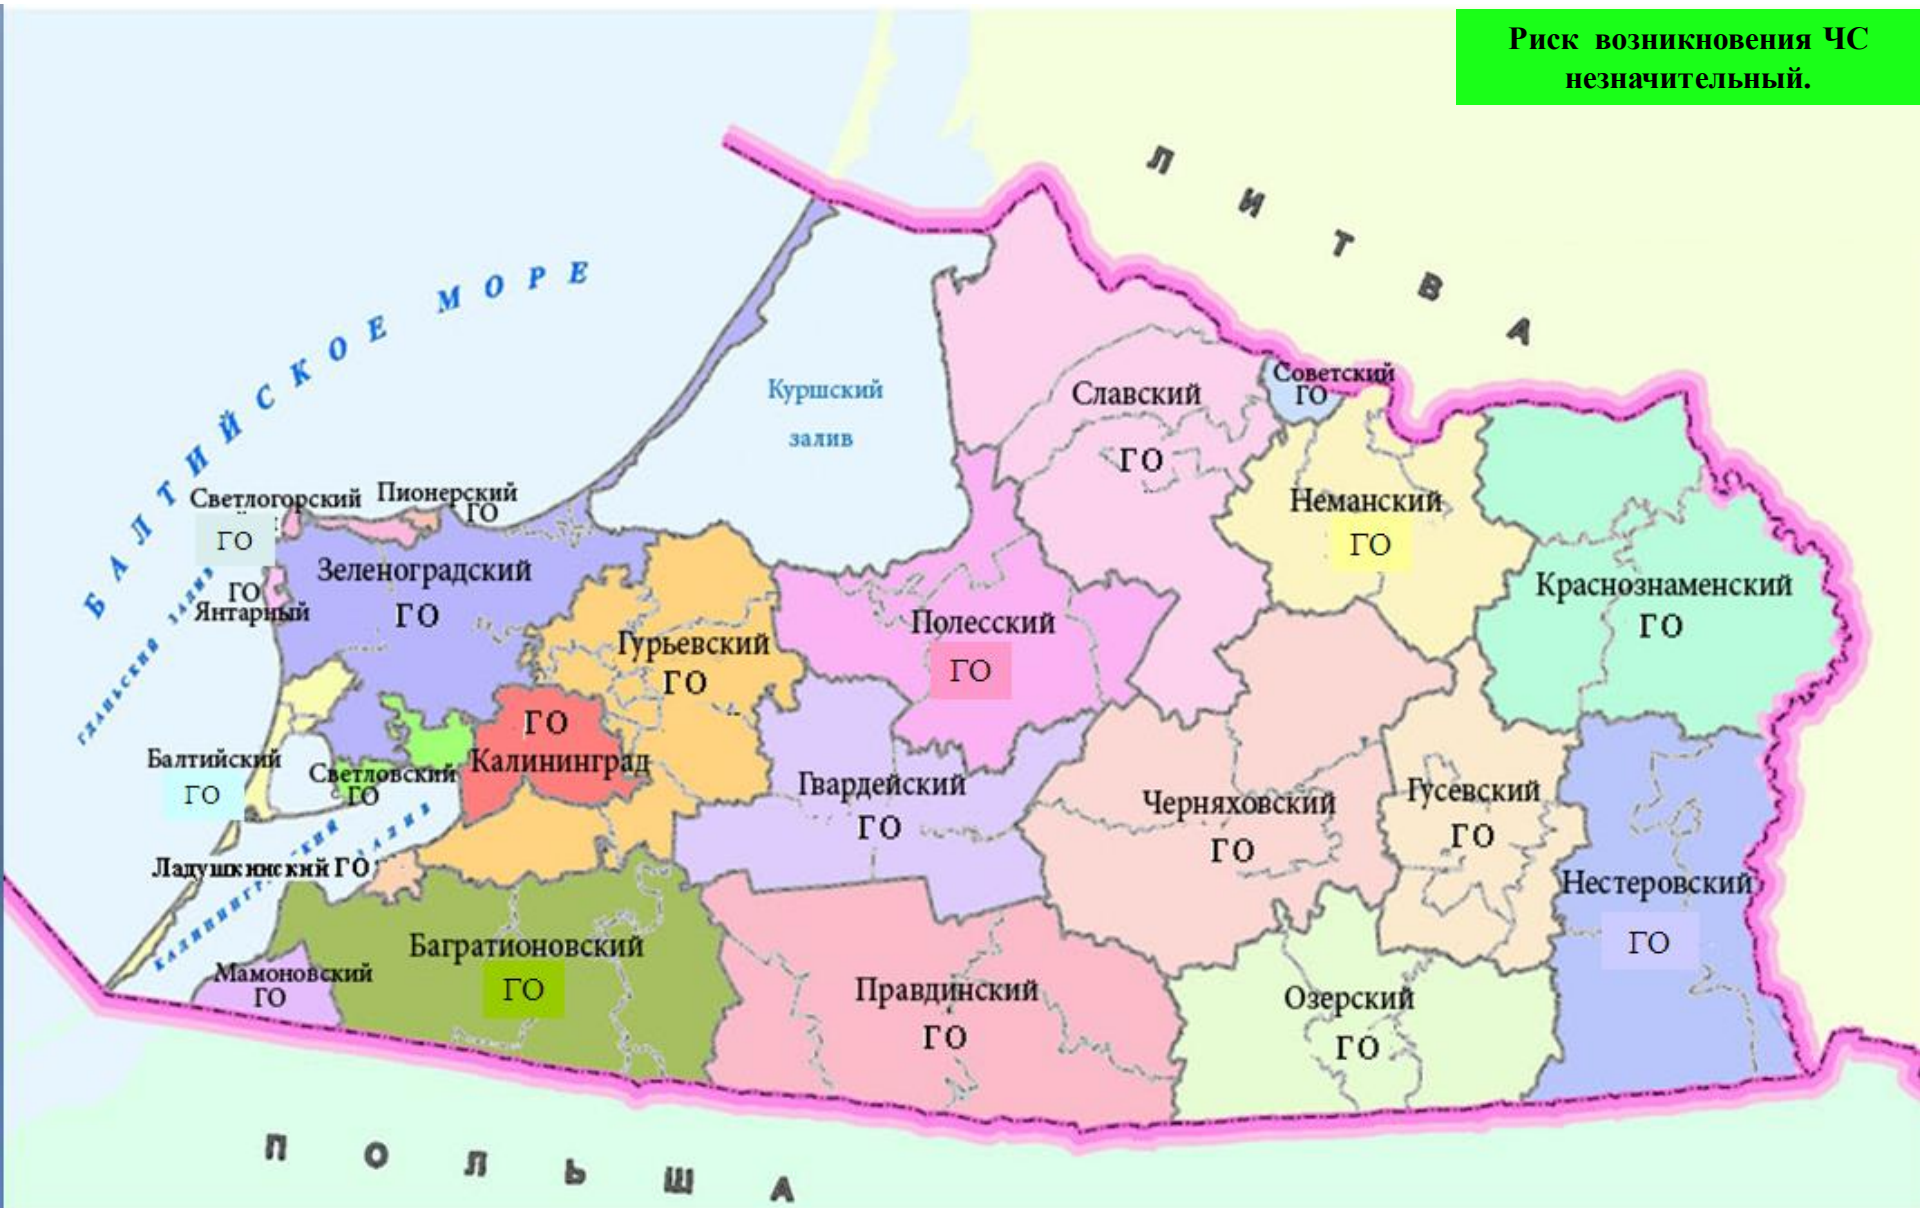 Риск возникновения ЧС
незначительный.
ЛИТВА
БАЛТИЙСКОЕ МОРЕ
Куршский
залив
Славский
ГО
Советский
ГО
Неманский
ГО
Краснознаменский
ГО
Светлогорский
ГО
Пионерский
ГО
Зеленоградский
ГО
ГО
Янтарный
ГДАНЬСКИЙ ЗАЛИВ
Гурьевский
ГО
Полесский
ГО
ГО
Калининград
Балтийский
ГО
Светловский
ГО
Гвардейский
ГО
Черняховский
ГО
Гусевский
ГО
Нестеровский
ГО
Ладушкинский ГО
Багратионовский
ГО
Мамоновский
ГО
Правдинский
ГО
Озерский
ГО
ПОЛЬША